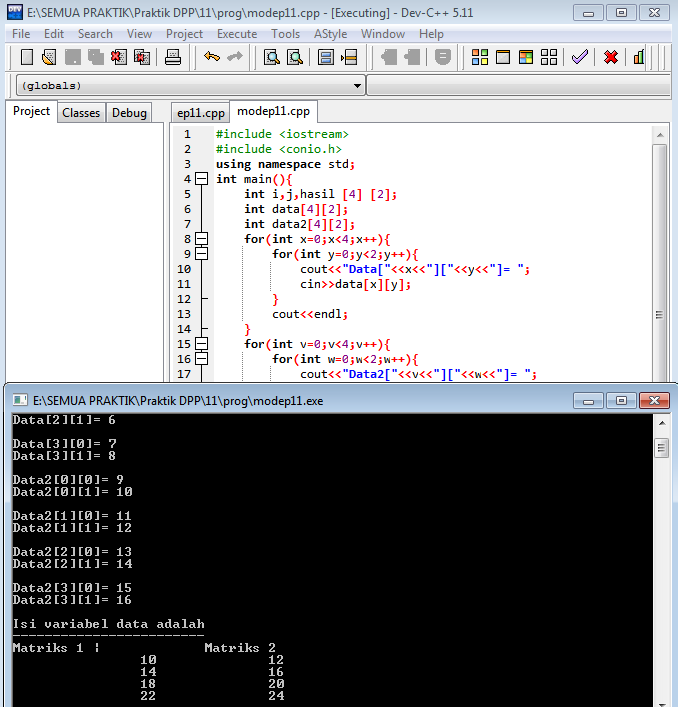 E:\SEMUA PRAKTIK\Praktik DPP\11\prog\modep11.cpp - [Executing] - Dev-C++ 5.11
File Edit Search View Project Execute Tools AStyle Window Help
(globals)
Project Classes Debug ep11.cpp modep11.cpp
1 #include <iostream>
2 #include <conio.h>
3 using namespace std;
4 int main(){
5 int i,j,hasil [4] [2];
6 int data[4][2];
7 int data2[4][2];
8 for(int x=0;x<4;x++){
9 for(int y=0;y<2;y++){
10 cout<<"Data["<<x<<"]["<<y<<"]= ";
11 cin>>data[x][y];
12 }
13 cout<<endl;
14 }
15 for(int v=0;v<4;v++){
16 for(int w=0;w<2;w++){
17 cout<<"Data2["<<v<<"]["<<w<<"]= ";
E:\SEMUA PRAKTIK\Praktik DPP\11\prog\modep11.exe
Data[2][1]= 6
Data[3][0]= 7
Data[3][1]= 8
Data2[0][0]= 9
Data2[0][1]= 10
Data2[1][0]= 11
Data2[1][1]= 12
Data2[2][0]= 13
Data2[2][1]= 14
Data2[3][0]= 15
Data2[3][1]= 16
Isi variabel data adalah
------------------------
Matriks 1 | Matriks 2
10 12
14 16
18 20
22 24